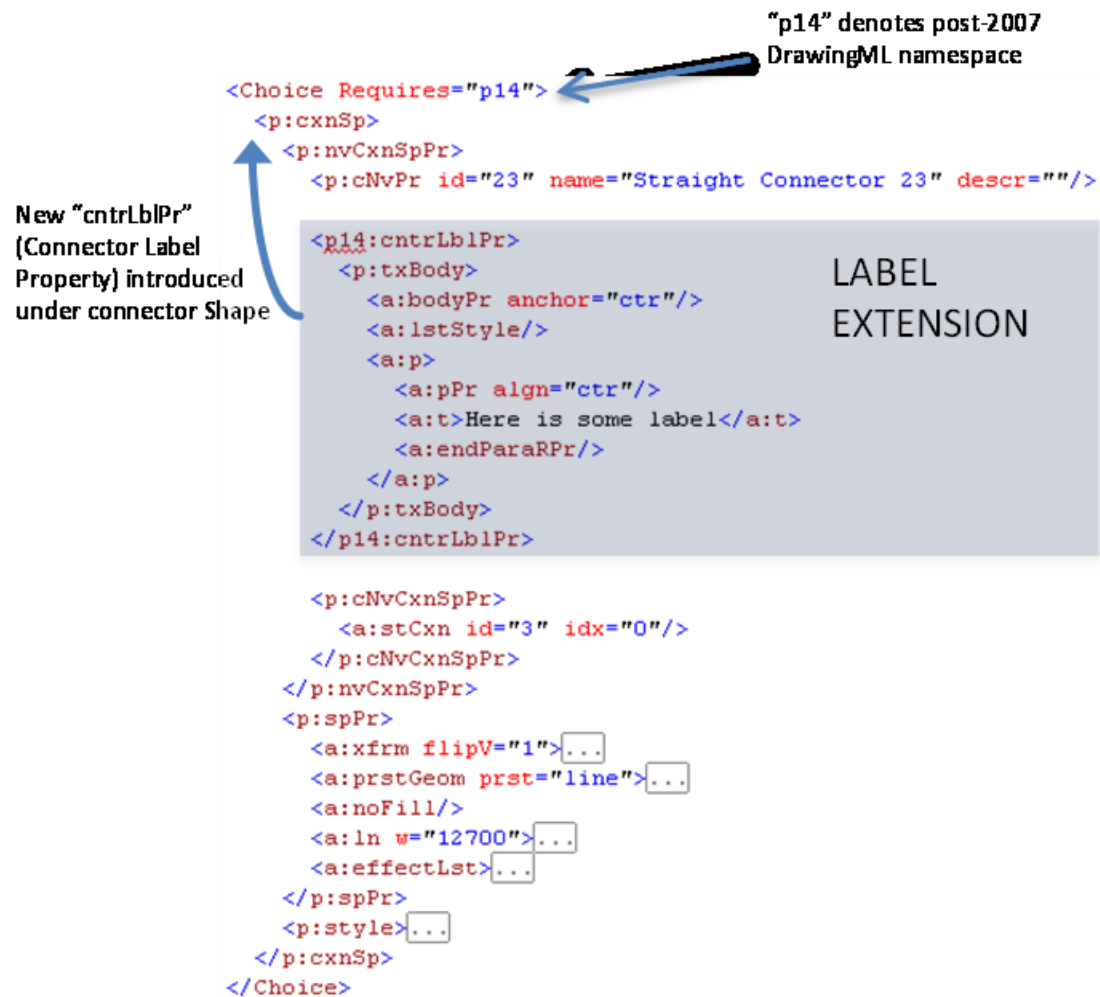 "p14" denotes post-2007
DrawingML namespace
<Choice Requires="p14">
<p:cxnSp>
<p:nvCxnSpPr>
<p:cNvPr id="23" name="Straight Connector 23" descr=""/>
New "cntrLblPr"
(Connector Label
Property) introduced
under connector Shape
<p14:cntrLblPr>
<p:txBody>
<a:bodyPr anchor="ctr"/>
<a:lstStyle/>
<a:p>
<a:pPr algn="ctr"/>
<a:t>Here is some label</a:t>
<a:endParaRPr/>
</a:p>
</p:txBody>
</p14:cntrLblPr>
LABEL
EXTENSION
<p:cNvCxnSpPr>
<a:stCxn id="3" idx="0"/>
</p:cNvCxnSpPr>
</p:nvCxnSpPr>
<p:spPr>
<a:xfrm flipV="1">...
<a:prstGeom prst="line">...
<a:noFill/>
<a:ln w="12700">...
<a:effectLst>...
</p:spPr>
<p:style>...
</p:cxnSp>
</Choice>